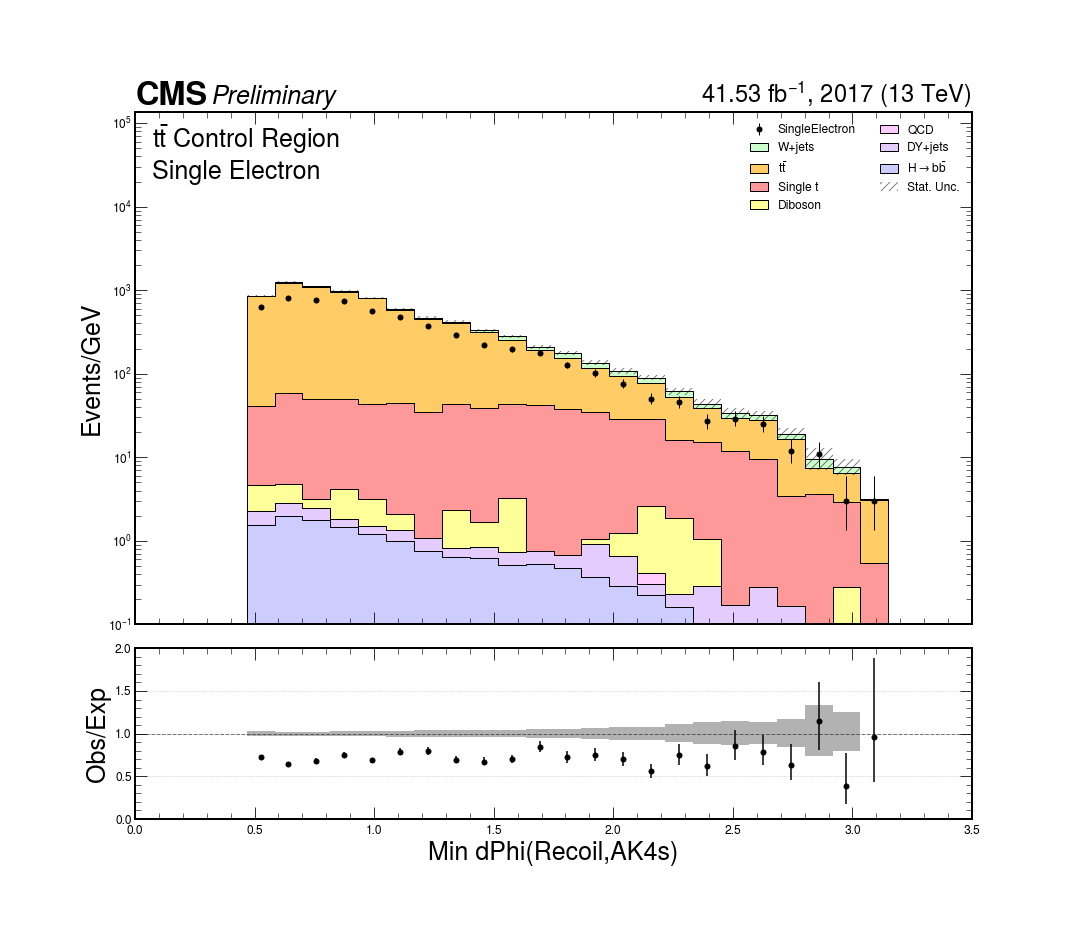 CMS Preliminary
41.53 fb⁻¹, 2017 (13 TeV)
tt̄ Control Region
Single Electron
SingleElectron
W+jets
tt̄
Single t
Diboson
QCD
DY+jets
H→bb̄
Stat. Unc.
Events/GeV
10⁵
10⁴
10³
10²
10¹
10⁰
10⁻¹
Obs/Exp
2.0
1.5
1.0
0.5
0.0
0.0 0.5 1.0 1.5 2.0 2.5 3.0 3.5
Min dPhi(Recoil,AK4s)